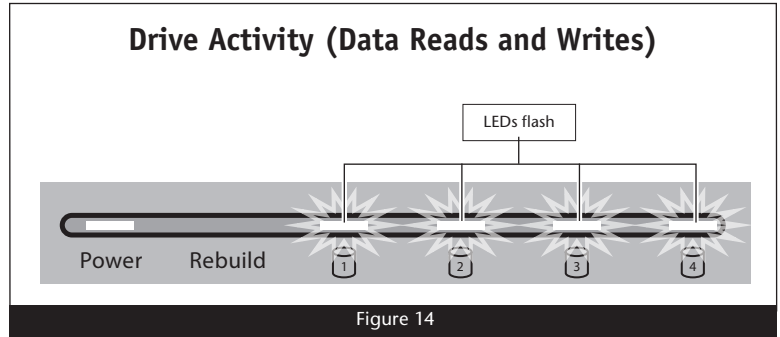 Drive Activity (Data Reads and Writes)
LEDs flash
Power Rebuild 1 2 3 4
Figure 14